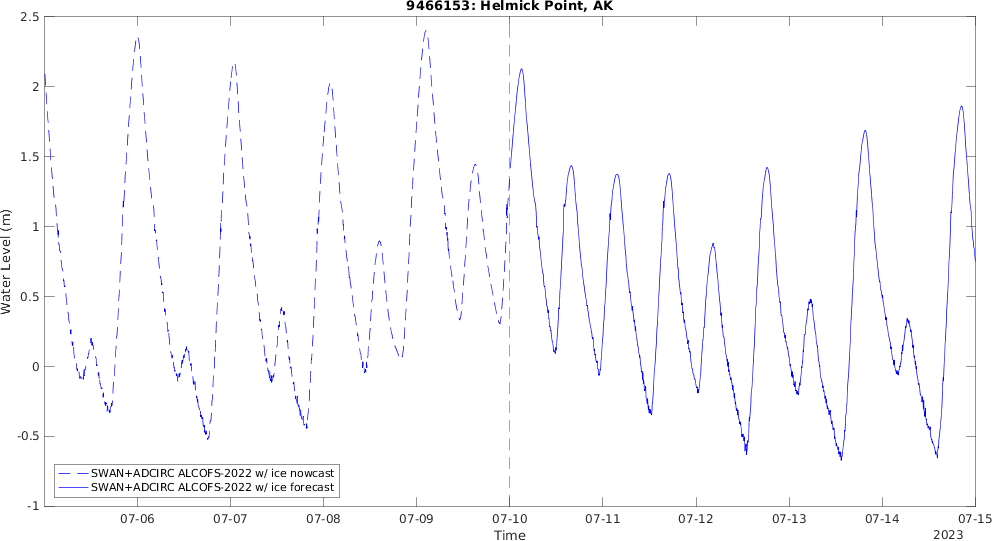 9466153: Helmick Point, AK
2.5
2
1.5
1
0.5
0
-0.5
-1
Water Level (m)
SWAN+ADCIRC ALCOFS-2022 w/ ice nowcast
SWAN+ADCIRC ALCOFS-2022 w/ ice forecast
07-06 07-07 07-08 07-09 07-10 07-11 07-12 07-13 07-14 07-15
Time
2023